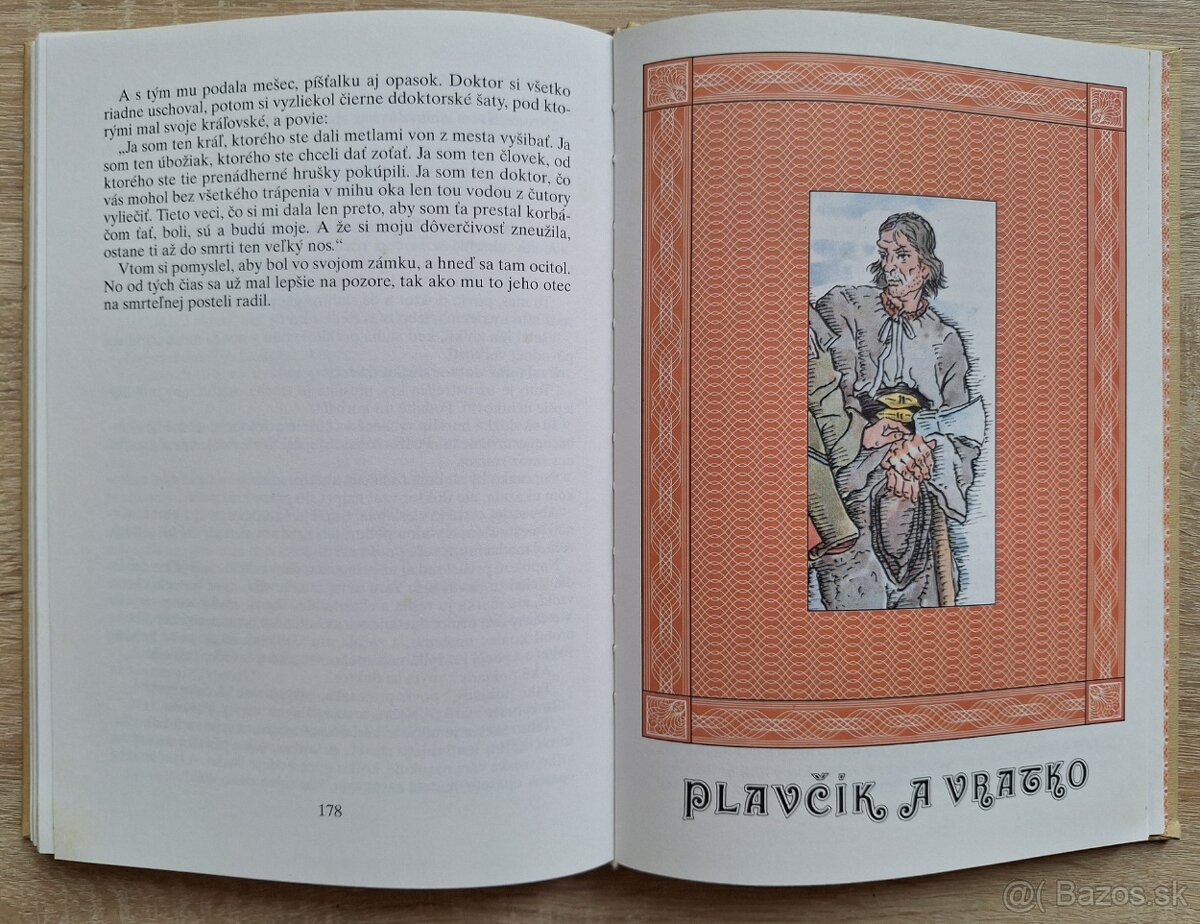 A s tým mu podala mešec, píšťalku aj opasok. Doktor si všetko
riadne uschoval, potom si vyzliekol čierne ddoktorské šaty, pod kto-
rými mal svoje kráľovské, a povie:
„Ja som ten kráľ, ktorého ste dali metlami von z mesta vyšibať. Ja
som ten úbožiak, ktorého ste chceli dať zoťať. Ja som ten človek, od
ktorého ste tie prenádherné hrušky pokúpili. Ja som ten doktor, čo
vás mohol bez všetkého trápenia v mihu oka len tou vodou z čutory
vyliečiť. Tieto veci, čo si mi dala len preto, aby som ťa prestal korbá-
čom ťať, boli, sú a budú moje. A že si moju dôverčivosť zneužila,
ostane ti až do smrti ten veľký nos.“
Vtom si pomyslel, aby bol vo svojom zámku, a hneď sa tam ocitol.
No od tých čias sa už mal lepšie na pozore, tak ako mu to jeho otec
na smrteľnej posteli radil.
178
PLAVČÍK A VRATKO
@( Bazos.sk